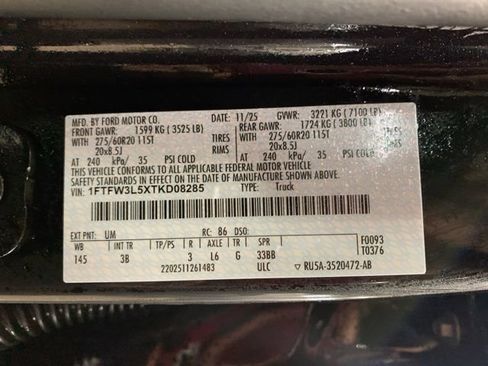 MFD. BY FORD MOTOR CO. 11/25 GVWR: 3221 KG ( 7100 LB)
FRONT GAWR: 1599 KG ( 3525 LB) REAR GAWR: 1724 KG ( 3800 LB)
WITH 275/60R20 115T TIRES WITH 275/60R20 115T TIRES
20x8.5J RIMS 20x8.5J RIMS
AT 240 kPa/ 35 PSI COLD AT 240 kPa/ 35 PSI COLD
THIS VEHICLE CONFORMS TO ALL APPLICABLE FEDERAL MOTOR VEHICLE
SAFETY STANDARDS IN EFFECT ON THE DATE OF MANUFACTURE SHOWN ABOVE.
VIN: 1FTFW3L5XTKD08285 TYPE: Truck
EXT PNT: UM RC: 86 DSO:
WB INT TR TP/PS R AXLE TR SPR F0093
145 3B 3 L6 G 33BB T0376
2202511261483 ULC RU5A-3520472-AB